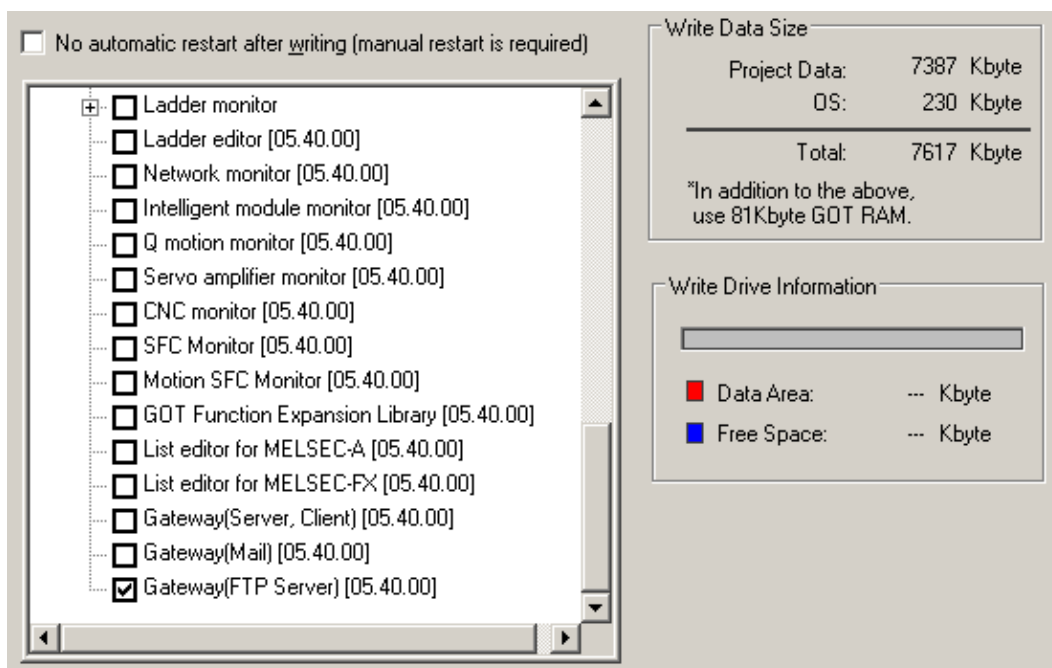 No automatic restart after writing (manual restart is required)
Ladder monitor
Ladder editor [05.40.00]
Network monitor [05.40.00]
Intelligent module monitor [05.40.00]
Q motion monitor [05.40.00]
Servo amplifier monitor [05.40.00]
CNC monitor [05.40.00]
SFC Monitor [05.40.00]
Motion SFC Monitor [05.40.00]
GOT Function Expansion Library [05.40.00]
List editor for MELSEC-A [05.40.00]
List editor for MELSEC-FX [05.40.00]
Gateway(Server, Client) [05.40.00]
Gateway(Mail) [05.40.00]
Gateway(FTP Server) [05.40.00]
Write Data Size
Project Data: 7387 Kbyte
OS: 230 Kbyte
Total: 7617 Kbyte
*In addition to the above,
use 81Kbyte GOT RAM.
Write Drive Information
Data Area: --- Kbyte
Free Space: --- Kbyte